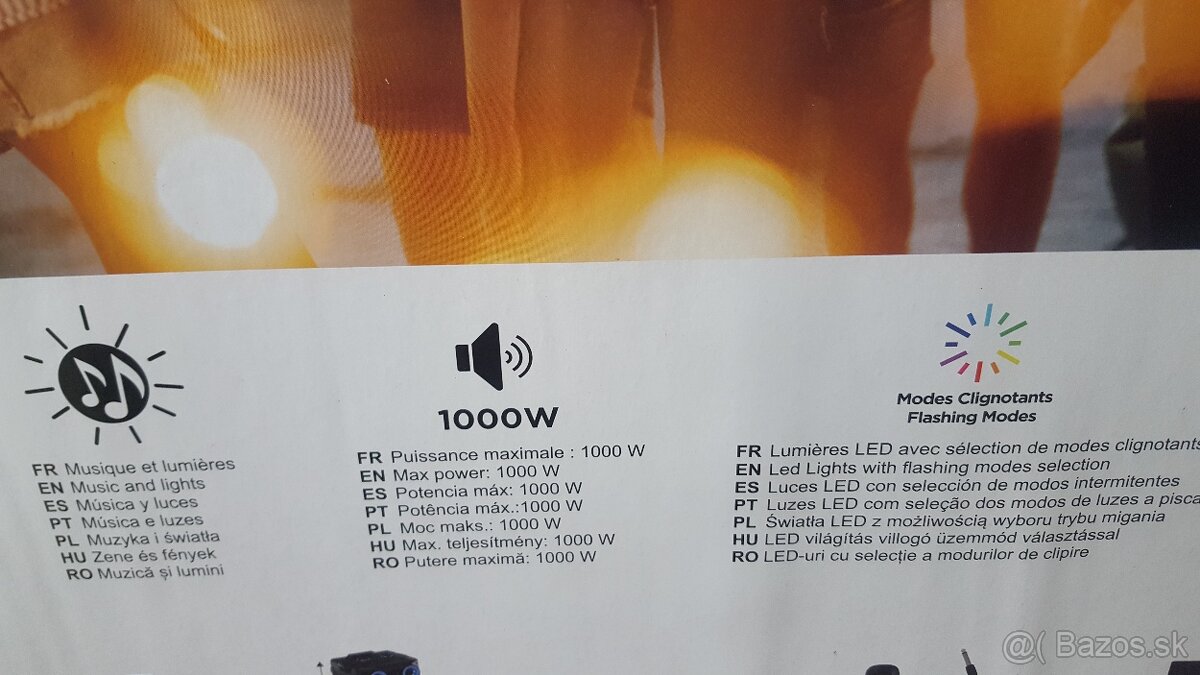 1000W
Modes Clignotants
Flashing Modes
FR Musique et lumières
EN Music and lights
ES Música y luces
PT Música e luzes
PL Muzyka i światła
HU Zene és fények
RO Muzică și lumini
FR Puissance maximale : 1000 W
EN Max power: 1000 W
ES Potencia máx: 1000 W
PT Potência máx.:1000 W
PL Moc maks.: 1000 W
HU Max. teljesítmény: 1000 W
RO Putere maximă: 1000 W
FR Lumières LED avec sélection de modes clignotants
EN Led Lights with flashing modes selection
ES Luces LED con selección de modos intermitentes
PT Luzes LED com seleção dos modos de luzes a pisca
PL Światła LED z możliwością wyboru trybu migania
HU LED világítás villogó üzemmód választással
RO LED-uri cu selecție a modurilor de clipire
@( Bazos.sk